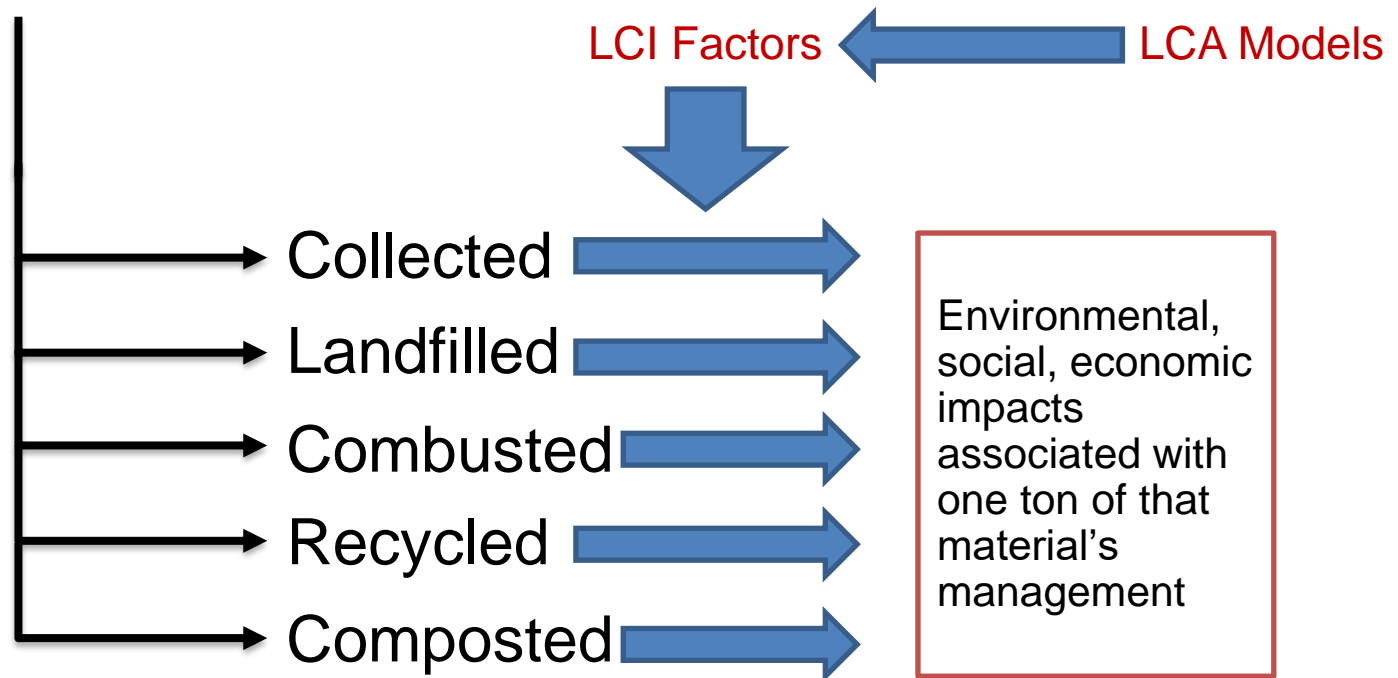 LCI Factors
LCA Models
Collected
Landfilled
Combusted
Recycled
Composted
Environmental,
social, economic
impacts
associated with
one ton of that
material’s
management